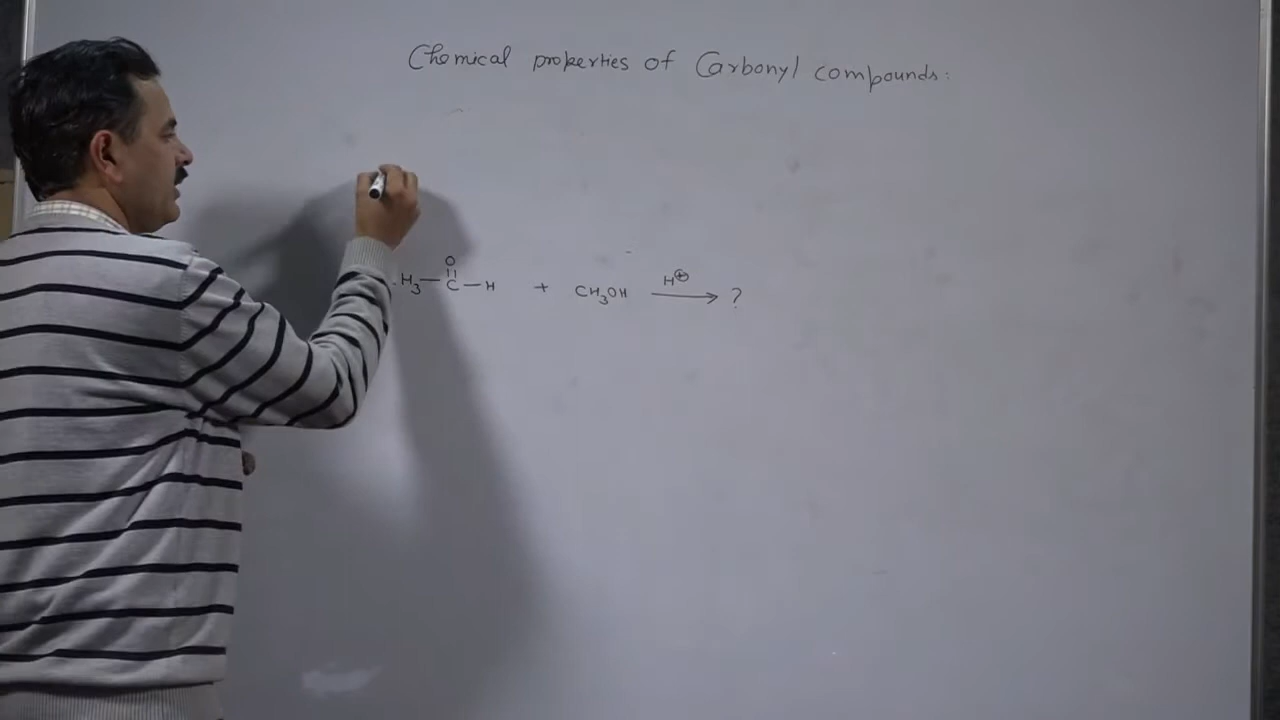 Chemical properties of Carbonyl compounds:
O
H₃—C—H + CH₃OH H⊕ → ?